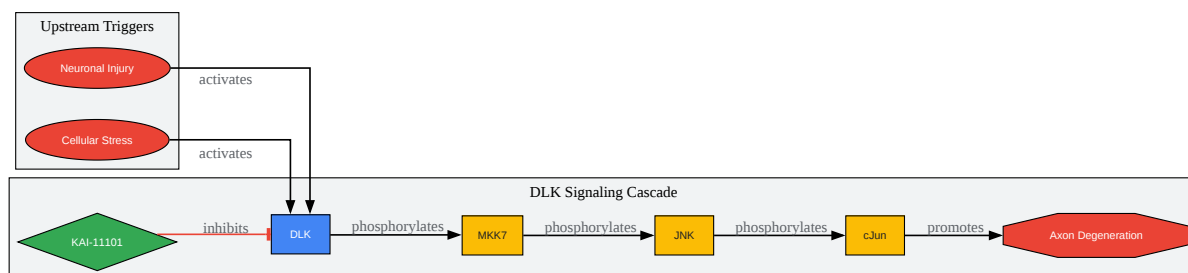 Upstream Triggers
Neuronal Injury
activates
Cellular Stress
activates
DLK Signaling Cascade
KAI-11101
inhibits
DLK
phosphorylates
MKK7
phosphorylates
JNK
phosphorylates
cJun
promotes
Axon Degeneration